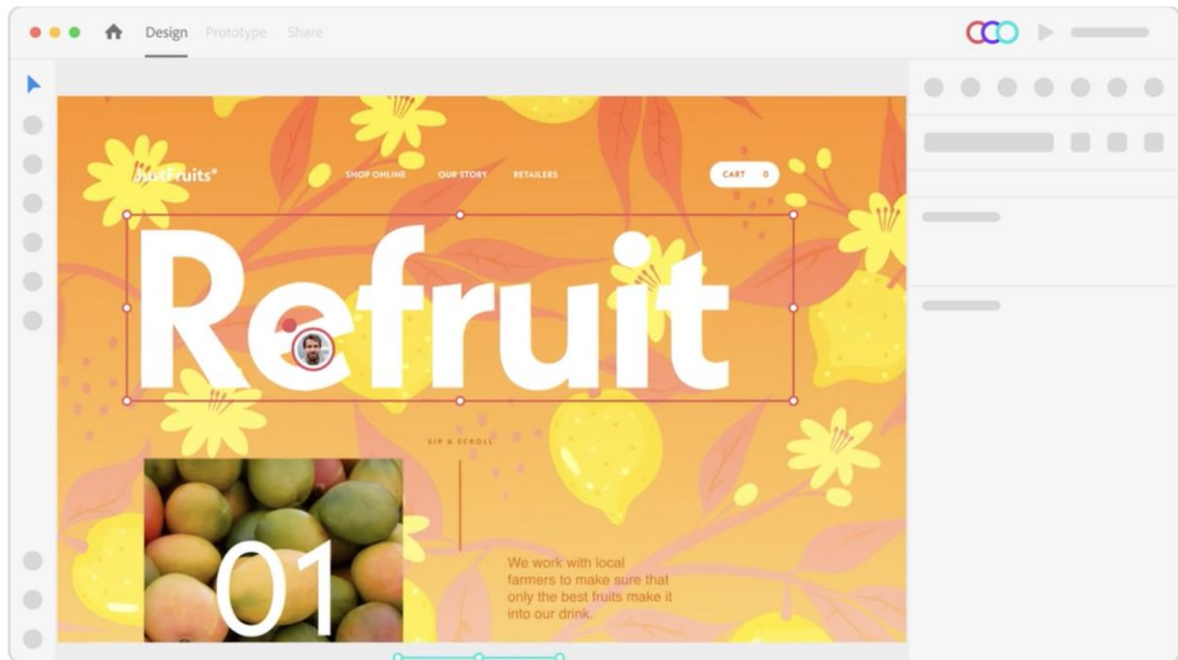 Design Prototype Share
JustFruits®
SHOP ONLINE OUR STORY RETAILERS
CART 0
Refruit
SIP & SCROLL
01
We work with local
farmers to make sure that
only the best fruits make it
into our drink.